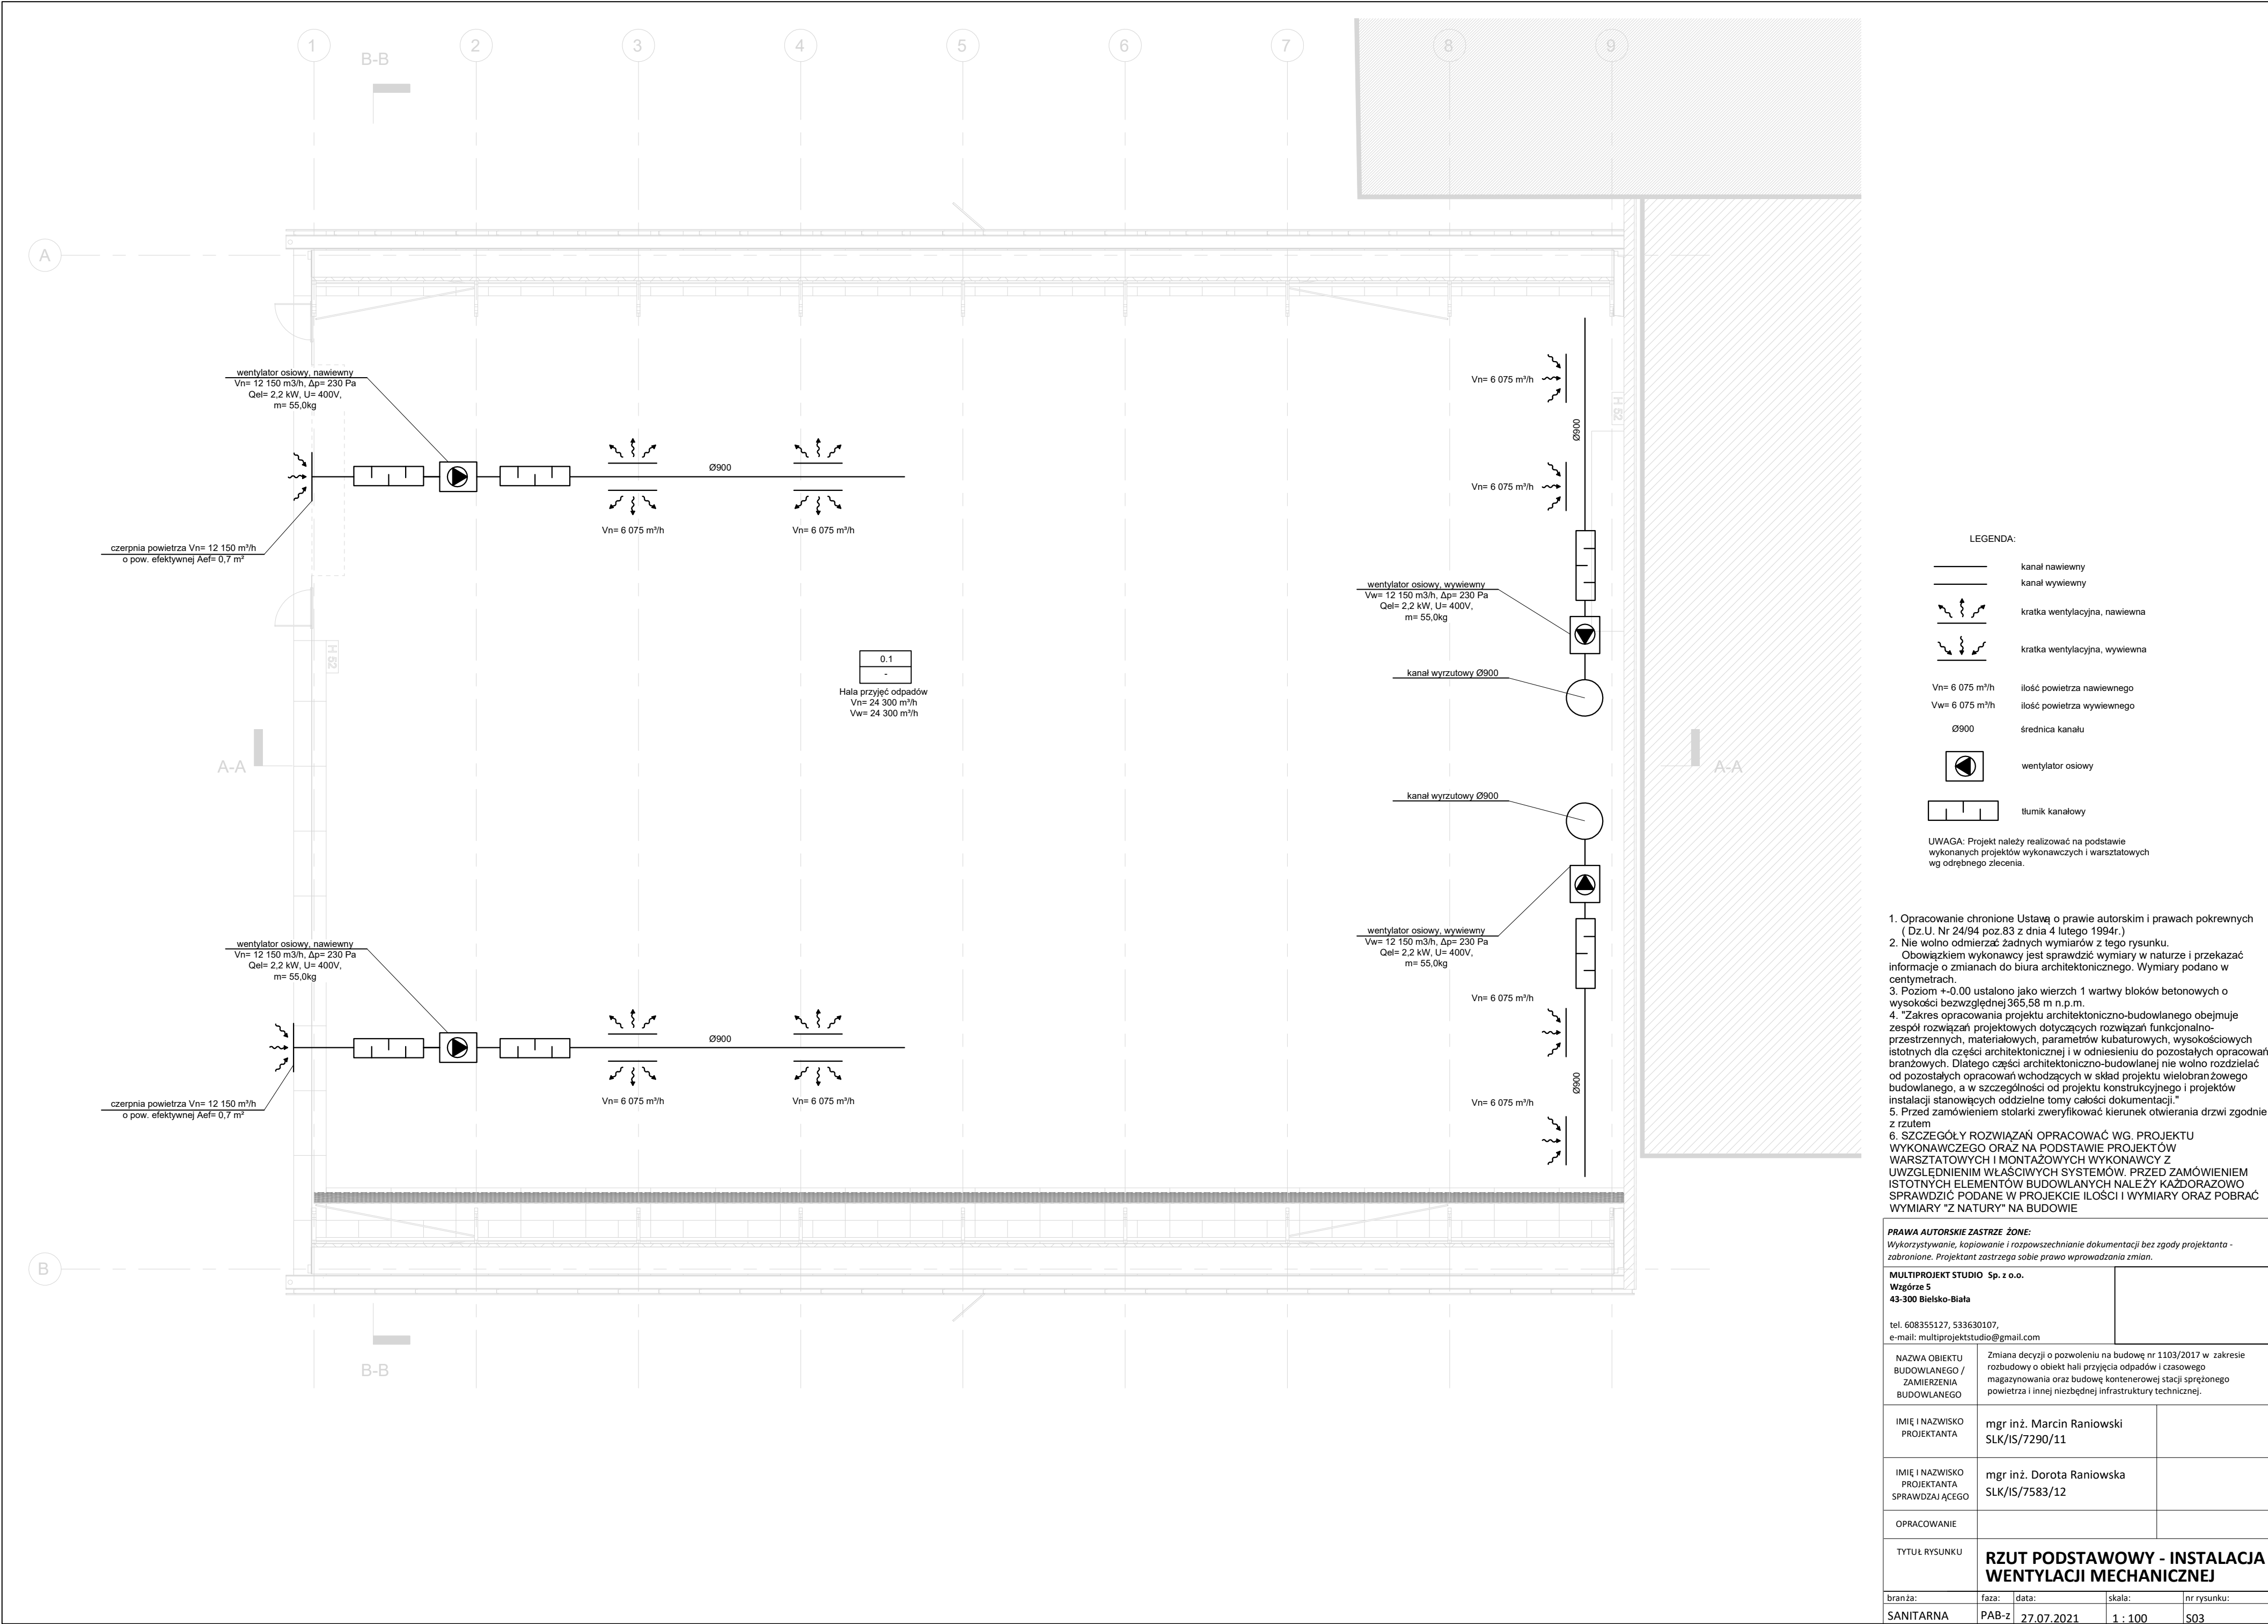 1
2
3
4
5
6
7
8
9
B-B
A
wentylator osiowy, nawiewny
Vn= 12 150 m3/h, Δp= 230 Pa
Qel= 2,2 kW, U= 400V,
m= 55,0kg
Ø900
Vn= 6 075 m³/h
Vn= 6 075 m³/h
czerpnia powietrza Vn= 12 150 m³/h
o pow. efektywnej Aef= 0,7 m²
Vn= 6 075 m³/h
Ø900
H 52
Vn= 6 075 m³/h
wentylator osiowy, wywiewny
Vw= 12 150 m3/h, Δp= 230 Pa
Qel= 2,2 kW, U= 400V,
m= 55,0kg
kanał wyrzutowy Ø900
H 52
0.1
-
Hala przyjęć odpadów
Vn= 24 300 m³/h
Vw= 24 300 m³/h
A-A
A-A
kanał wyrzutowy Ø900
wentylator osiowy, wywiewny
Vw= 12 150 m3/h, Δp= 230 Pa
Qel= 2,2 kW, U= 400V,
m= 55,0kg
wentylator osiowy, nawiewny
Vn= 12 150 m3/h, Δp= 230 Pa
Qel= 2,2 kW, U= 400V,
m= 55,0kg
Ø900
Vn= 6 075 m³/h
Vn= 6 075 m³/h
czerpnia powietrza Vn= 12 150 m³/h
o pow. efektywnej Aef= 0,7 m²
Vn= 6 075 m³/h
Ø900
Vn= 6 075 m³/h
B
B-B
LEGENDA:
kanał nawiewny
kanał wywiewny
kratka wentylacyjna, nawiewna
kratka wentylacyjna, wywiewna
Vn= 6 075 m³/h ilość powietrza nawiewnego
Vw= 6 075 m³/h ilość powietrza wywiewnego
Ø900 średnica kanału
wentylator osiowy
tłumik kanałowy
UWAGA: Projekt należy realizować na podstawie
wykonanych projektów wykonawczych i warsztatowych
wg odrębnego zlecenia.
1. Opracowanie chronione Ustawą o prawie autorskim i prawach pokrewnych
( Dz.U. Nr 24/94 poz.83 z dnia 4 lutego 1994r.)
2. Nie wolno odmierzać żadnych wymiarów z tego rysunku.
Obowiązkiem wykonawcy jest sprawdzić wymiary w naturze i przekazać
informacje o zmianach do biura architektonicznego. Wymiary podano w
centymetrach.
3. Poziom +-0.00 ustalono jako wierzch 1 wartwy bloków betonowych o
wysokości bezwzględnej 365,58 m n.p.m.
4. "Zakres opracowania projektu architektoniczno-budowlanego obejmuje
zespół rozwiązań projektowych dotyczących rozwiązań funkcjonalno-
przestrzennych, materiałowych, parametrów kubaturowych, wysokościowych
istotnych dla części architektonicznej i w odniesieniu do pozostałych opracowań
branżowych. Dlatego części architektoniczno-budowlanej nie wolno rozdzielać
od pozostałych opracowań wchodzących w skład projektu wielobranżowego
budowlanego, a w szczególności od projektu konstrukcyjnego i projektów
instalacji stanowiących oddzielne tomy całości dokumentacji."
5. Przed zamówieniem stolarki zweryfikować kierunek otwierania drzwi zgodnie
z rzutem
6. SZCZEGÓŁY ROZWIĄZAŃ OPRACOWAĆ WG. PROJEKTU
WYKONAWCZEGO ORAZ NA PODSTAWIE PROJEKTÓW
WARSZTATOWYCH I MONTAŻOWYCH WYKONAWCY Z
UWZGLĘDNIENIM WŁAŚCIWYCH SYSTEMÓW. PRZED ZAMÓWIENIEM
ISTOTNYCH ELEMENTÓW BUDOWLANYCH NALEŻY KAŻDORAZOWO
SPRAWDZIĆ PODANE W PROJEKCIE ILOŚCI I WYMIARY ORAZ POBRAĆ
WYMIARY "Z NATURY" NA BUDOWIE
PRAWA AUTORSKIE ZASTRZEŻONE:
Wykorzystywanie, kopiowanie i rozpowszechnianie dokumentacji bez zgody projektanta -
zabronione. Projektant zastrzega sobie prawo wprowadzania zmian.
MULTIPROJEKT STUDIO Sp. z o.o.
Wzgórze 5
43-300 Bielsko-Biała
tel. 608355127, 533630107,
e-mail: multiprojektstudio@gmail.com
NAZWA OBIEKTU
BUDOWLANEGO /
ZAMIERZENIA
BUDOWLANEGO
Zmiana decyzji o pozwoleniu na budowę nr 1103/2017 w zakresie
rozbudowy o obiekt hali przyjęcia odpadów i czasowego
magazynowania oraz budowę kontenerowej stacji sprężonego
powietrza i innej niezbędnej infrastruktury technicznej.
IMIĘ I NAZWISKO
PROJEKTANTA
mgr inż. Marcin Raniowski
SLK/IS/7290/11
IMIĘ I NAZWISKO
PROJEKTANTA
SPRAWDZAJĄCEGO
mgr inż. Dorota Raniowska
SLK/IS/7583/12
OPRACOWANIE
TYTUŁ RYSUNKU
RZUT PODSTAWOWY - INSTALACJA
WENTYLACJI MECHANICZNEJ
branża: faza: data: skala: nr rysunku:
SANITARNA PAB-z 27.07.2021 1 : 100 S03